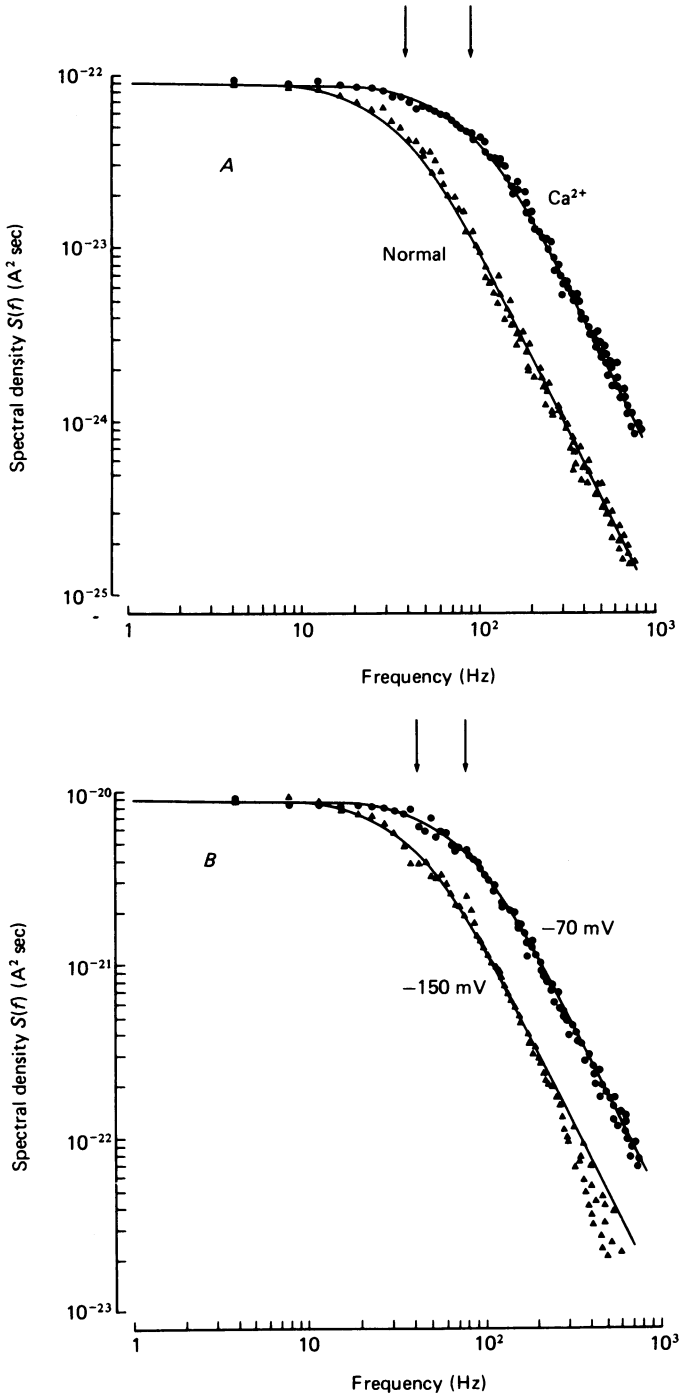 10⁻²²
A
Ca²⁺
10⁻²³
Normal
Spectral density S(f) (A² sec)
10⁻²⁴
10⁻²⁵
1 10 10² 10³
Frequency (Hz)
10⁻²⁰
B
−70 mV
10⁻²¹
−150 mV
Spectral density S(f) (A² sec)
10⁻²²
10⁻²³
1 10 10² 10³
Frequency (Hz)